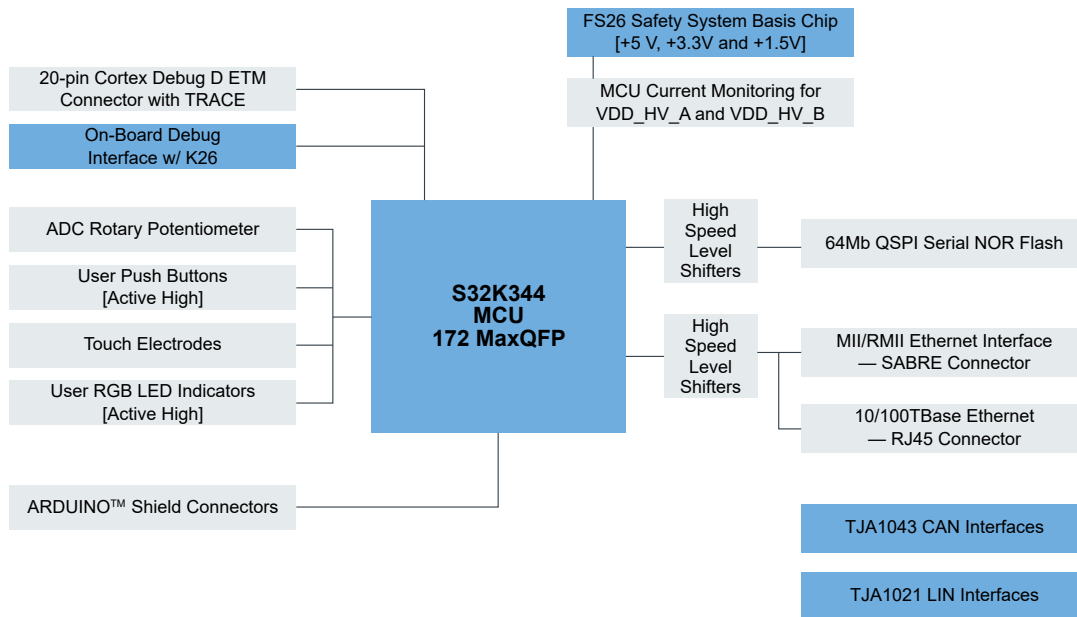 FS26 Safety System Basis Chip
[+5 V, +3.3V and +1.5V]
20-pin Cortex Debug D ETM
Connector with TRACE
MCU Current Monitoring for
VDD_HV_A and VDD_HV_B
On-Board Debug
Interface w/ K26
ADC Rotary Potentiometer
User Push Buttons
[Active High]
Touch Electrodes
User RGB LED Indicators
[Active High]
ARDUINO™ Shield Connectors
S32K344
MCU
172 MaxQFP
High
Speed
Level
Shifters
64Mb QSPI Serial NOR Flash
High
Speed
Level
Shifters
MII/RMII Ethernet Interface
— SABRE Connector
10/100TBase Ethernet
— RJ45 Connector
TJA1043 CAN Interfaces
TJA1021 LIN Interfaces